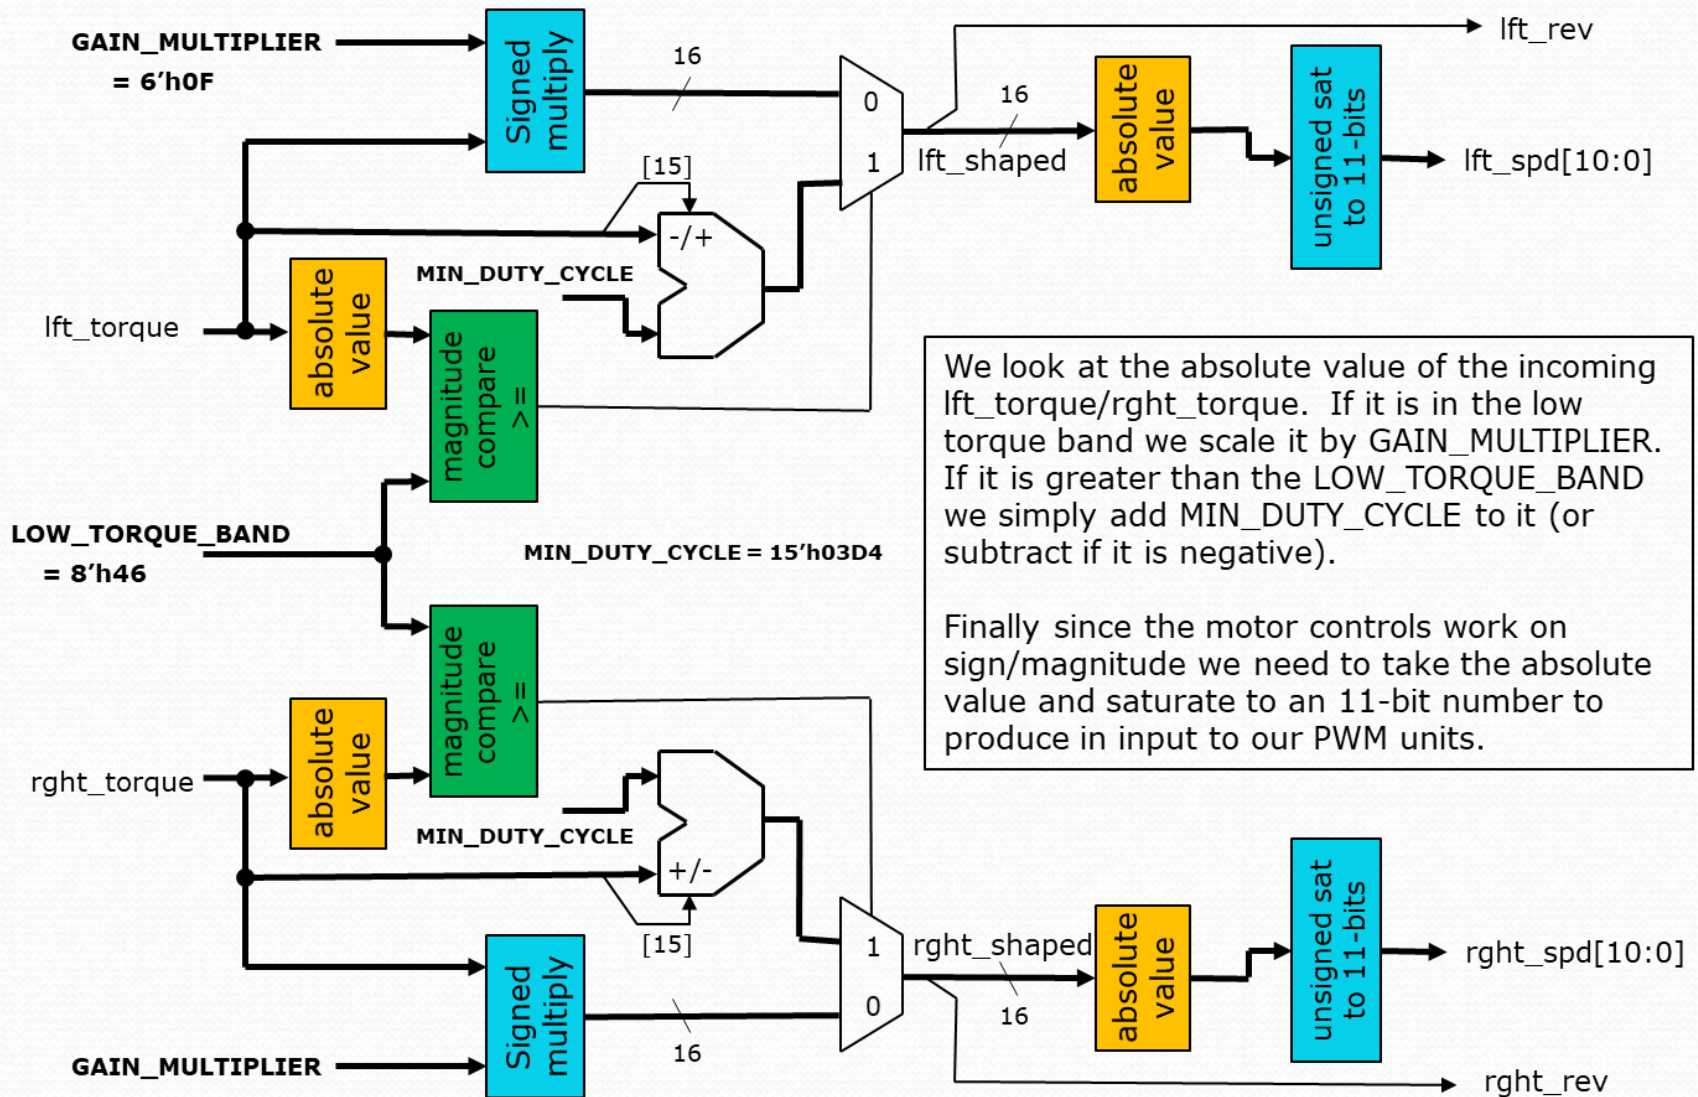 GAIN_MULTIPLIER
= 6'h0F
Signed
multiply
16
0
1
lft_rev
16
lft_shaped
absolute
value
unsigned sat
to 11-bits
lft_spd[10:0]
[15]
-/+
MIN_DUTY_CYCLE
lft_torque
absolute
value
magnitude
compare
>=
LOW_TORQUE_BAND
= 8'h46
MIN_DUTY_CYCLE = 15'h03D4
We look at the absolute value of the incoming
lft_torque/rght_torque. If it is in the low
torque band we scale it by GAIN_MULTIPLIER.
If it is greater than the LOW_TORQUE_BAND
we simply add MIN_DUTY_CYCLE to it (or
subtract if it is negative).
Finally since the motor controls work on
sign/magnitude we need to take the absolute
value and saturate to an 11-bit number to
produce in input to our PWM units.
magnitude
compare
>=
rght_torque
absolute
value
MIN_DUTY_CYCLE
+/-
[15]
1
0
rght_shaped
16
absolute
value
unsigned sat
to 11-bits
rght_spd[10:0]
Signed
multiply
16
GAIN_MULTIPLIER
rght_rev